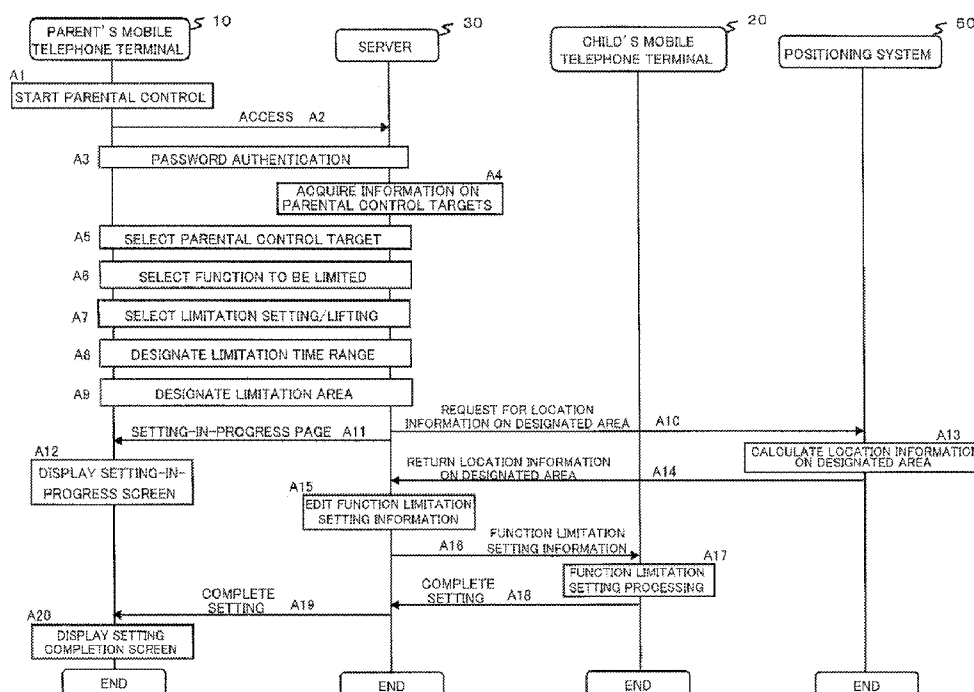 10
30
20
50
PARENT'S MOBILE
TELEPHONE TERMINAL
SERVER
CHILD'S MOBILE
TELEPHONE TERMINAL
POSITIONING SYSTEM
A1
START PARENTAL CONTROL
ACCESS A2
A3
PASSWORD AUTHENTICATION
A4
ACQUIRE INFORMATION ON
PARENTAL CONTROL TARGETS
A5
SELECT PARENTAL CONTROL TARGET
A6
SELECT FUNCTION TO BE LIMITED
A7
SELECT LIMITATION SETTING/LIFTING
A8
DESIGNATE LIMITATION TIME RANGE
A9
DESIGNATE LIMITATION AREA
REQUEST FOR LOCATION
INFORMATION ON DESIGNATED AREA A10
SETTING-IN-PROGRESS PAGE A11
A12
DISPLAY SETTING-IN-
PROGRESS SCREEN
A13
CALCULATE LOCATION INFORMATION
ON DESIGNATED AREA
RETURN LOCATION INFORMATION
ON DESIGNATED AREA A14
A15
EDIT FUNCTION LIMITATION
SETTING INFORMATION
A16
FUNCTION LIMITATION
SETTING INFORMATION
A17
FUNCTION LIMITATION
SETTING PROCESSING
COMPLETE
SETTING A18
COMPLETE
SETTING A19
A20
DISPLAY SETTING
COMPLETION SCREEN
END
END
END
END